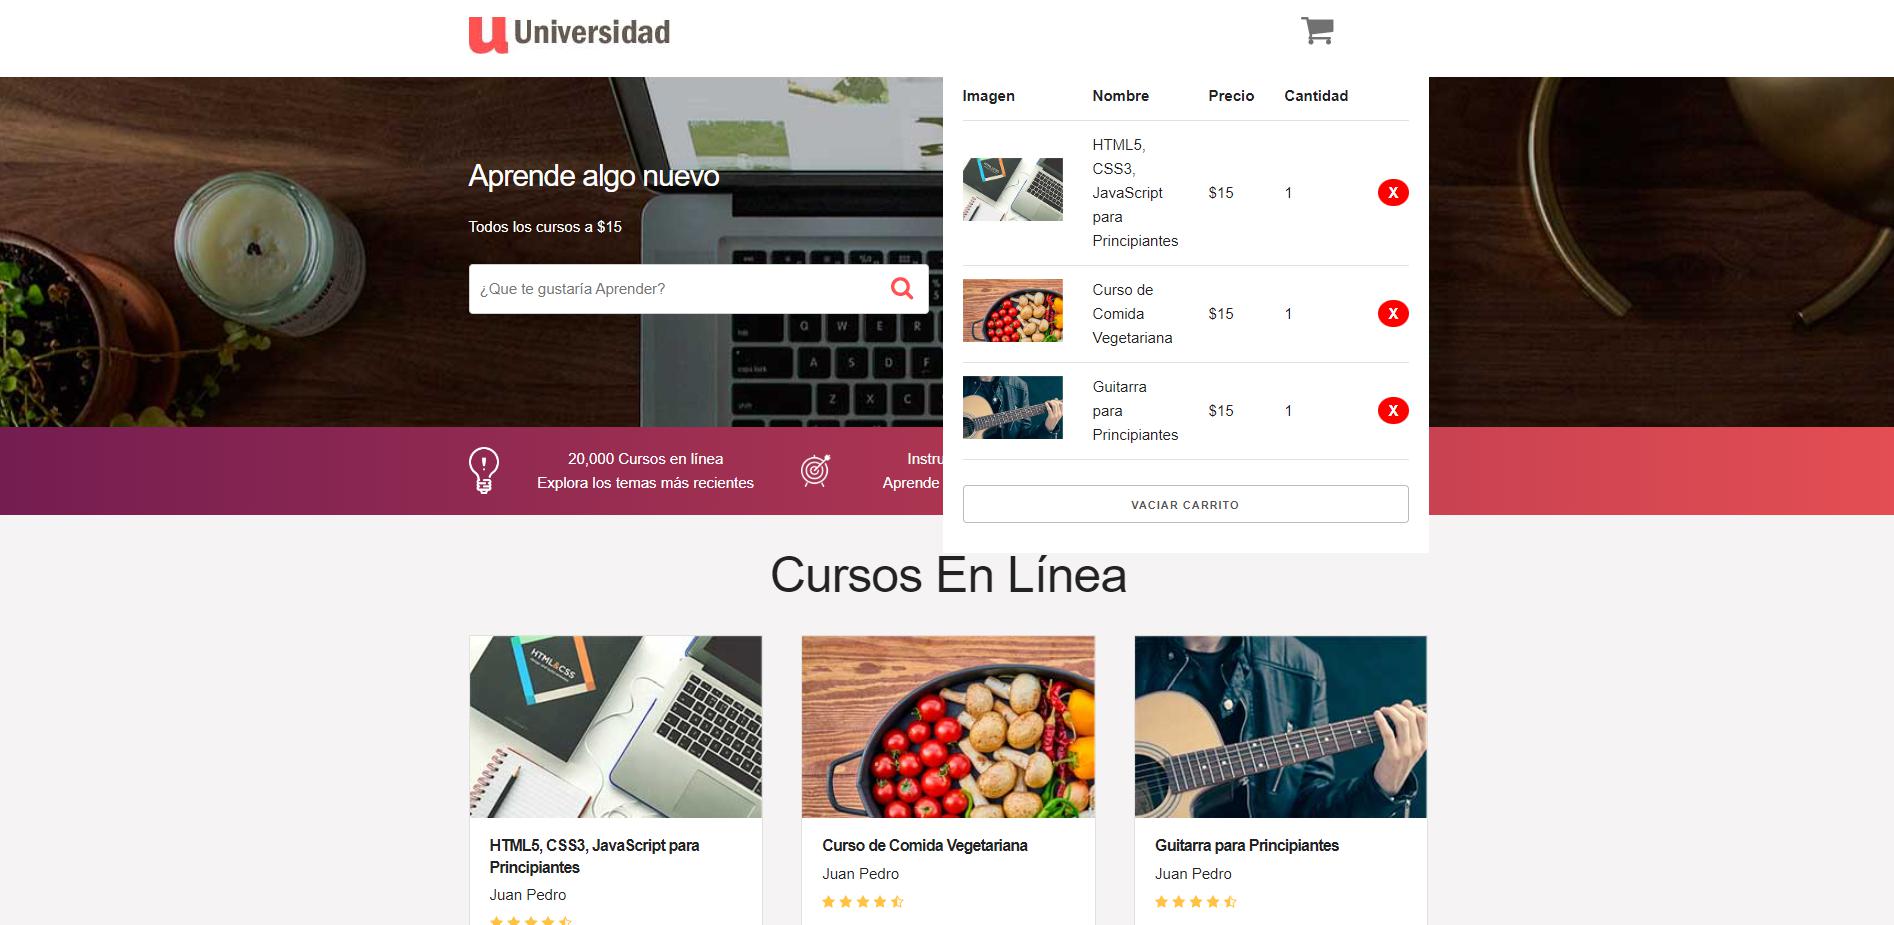 u Universidad
Imagen Nombre Precio Cantidad
HTML5,
CSS3,
JavaScript
para
Principiantes
$15 1 X
Curso de
Comida
Vegetariana
$15 1 X
Guitarra
para
Principiantes
$15 1 X
VACIAR CARRITO
Aprende algo nuevo
Todos los cursos a $15
¿Que te gustaría Aprender?
Q W E R
A S D F
Z X C
20,000 Cursos en línea
Explora los temas más recientes
Instru
Aprende
Cursos En Línea
HTML&CSS
HTML5, CSS3, JavaScript para
Principiantes
Juan Pedro
Curso de Comida Vegetariana
Juan Pedro
Guitarra para Principiantes
Juan Pedro